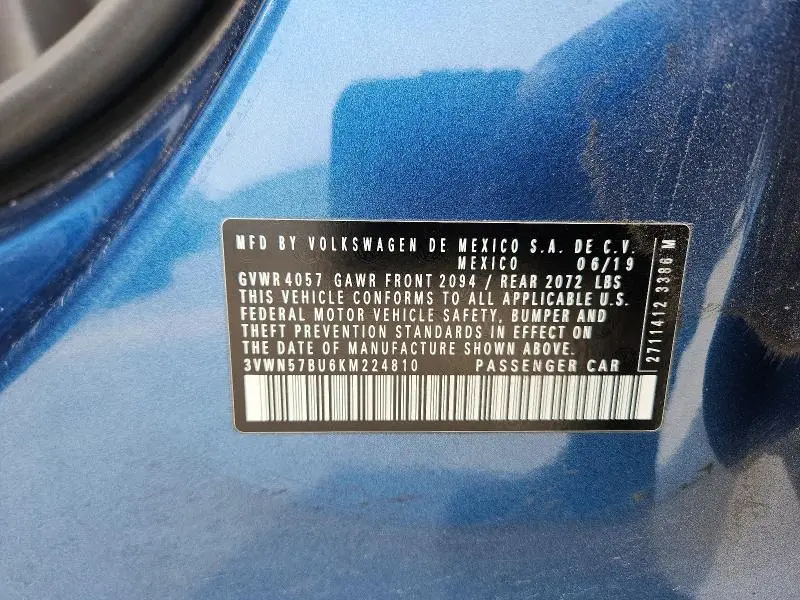 MFD BY VOLKSWAGEN DE MEXICO S.A. DE C.V.
MEXICO 06/19
GVWR 4057 GAWR FRONT 2094 / REAR 2072 LBS
THIS VEHICLE CONFORMS TO ALL APPLICABLE U.S.
FEDERAL MOTOR VEHICLE SAFETY, BUMPER AND
THEFT PREVENTION STANDARDS IN EFFECT ON
THE DATE OF MANUFACTURE SHOWN ABOVE.
3VWN57BU6KM224810 PASSENGER CAR
2711412 3386 M